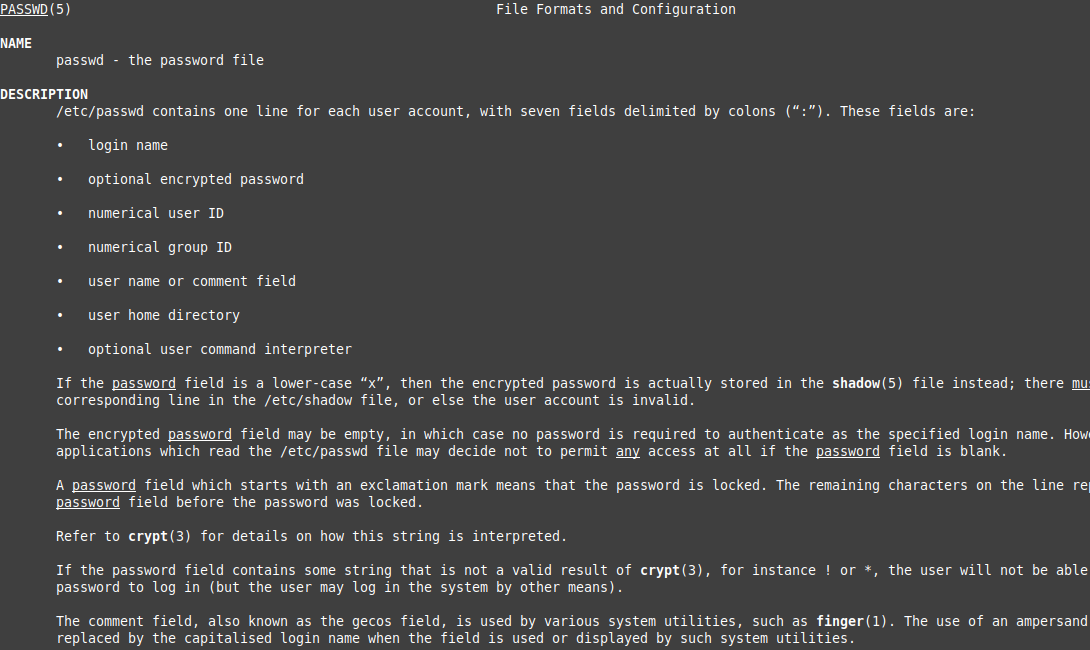 PASSWD(5) File Formats and Configuration
NAME
passwd - the password file
DESCRIPTION
/etc/passwd contains one line for each user account, with seven fields delimited by colons (“:”). These fields are:
• login name
• optional encrypted password
• numerical user ID
• numerical group ID
• user name or comment field
• user home directory
• optional user command interpreter
If the password field is a lower-case “x”, then the encrypted password is actually stored in the shadow(5) file instead; there
corresponding line in the /etc/shadow file, or else the user account is invalid.
The encrypted password field may be empty, in which case no password is required to authenticate as the specified login name.
applications which read the /etc/passwd file may decide not to permit any access at all if the password field is blank.
A password field which starts with an exclamation mark means that the password is locked. The remaining characters on the line
password field before the password was locked.
Refer to crypt(3) for details on how this string is interpreted.
If the password field contains some string that is not a valid result of crypt(3), for instance ! or *, the user will not be able
password to log in (but the user may log in the system by other means).
The comment field, also known as the gecos field, is used by various system utilities, such as finger(1). The use of an ampersand
replaced by the capitalised login name when the field is used or displayed by such system utilities.